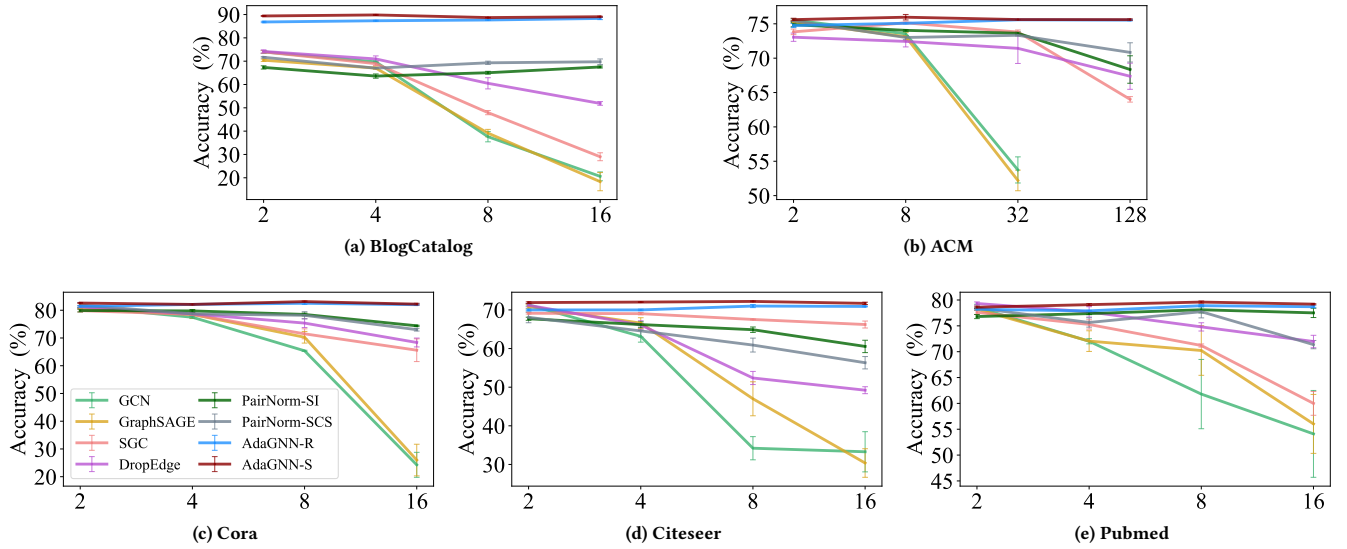 Accuracy (%)
90
80
70
60
50
40
30
20
2 4 8 16
(a) BlogCatalog
Accuracy (%)
75
70
65
60
55
50
2 8 32 128
(b) ACM
Accuracy (%)
80
70
60
50
40
30
20
GCN
GraphSAGE
SGC
DropEdge
PairNorm-SI
PairNorm-SCS
AdaGNN-R
AdaGNN-S
2 4 8 16
(c) Cora
Accuracy (%)
70
60
50
40
30
2 4 8 16
(d) Citeseer
Accuracy (%)
80
75
70
65
60
55
50
45
2 4 8 16
(e) Pubmed